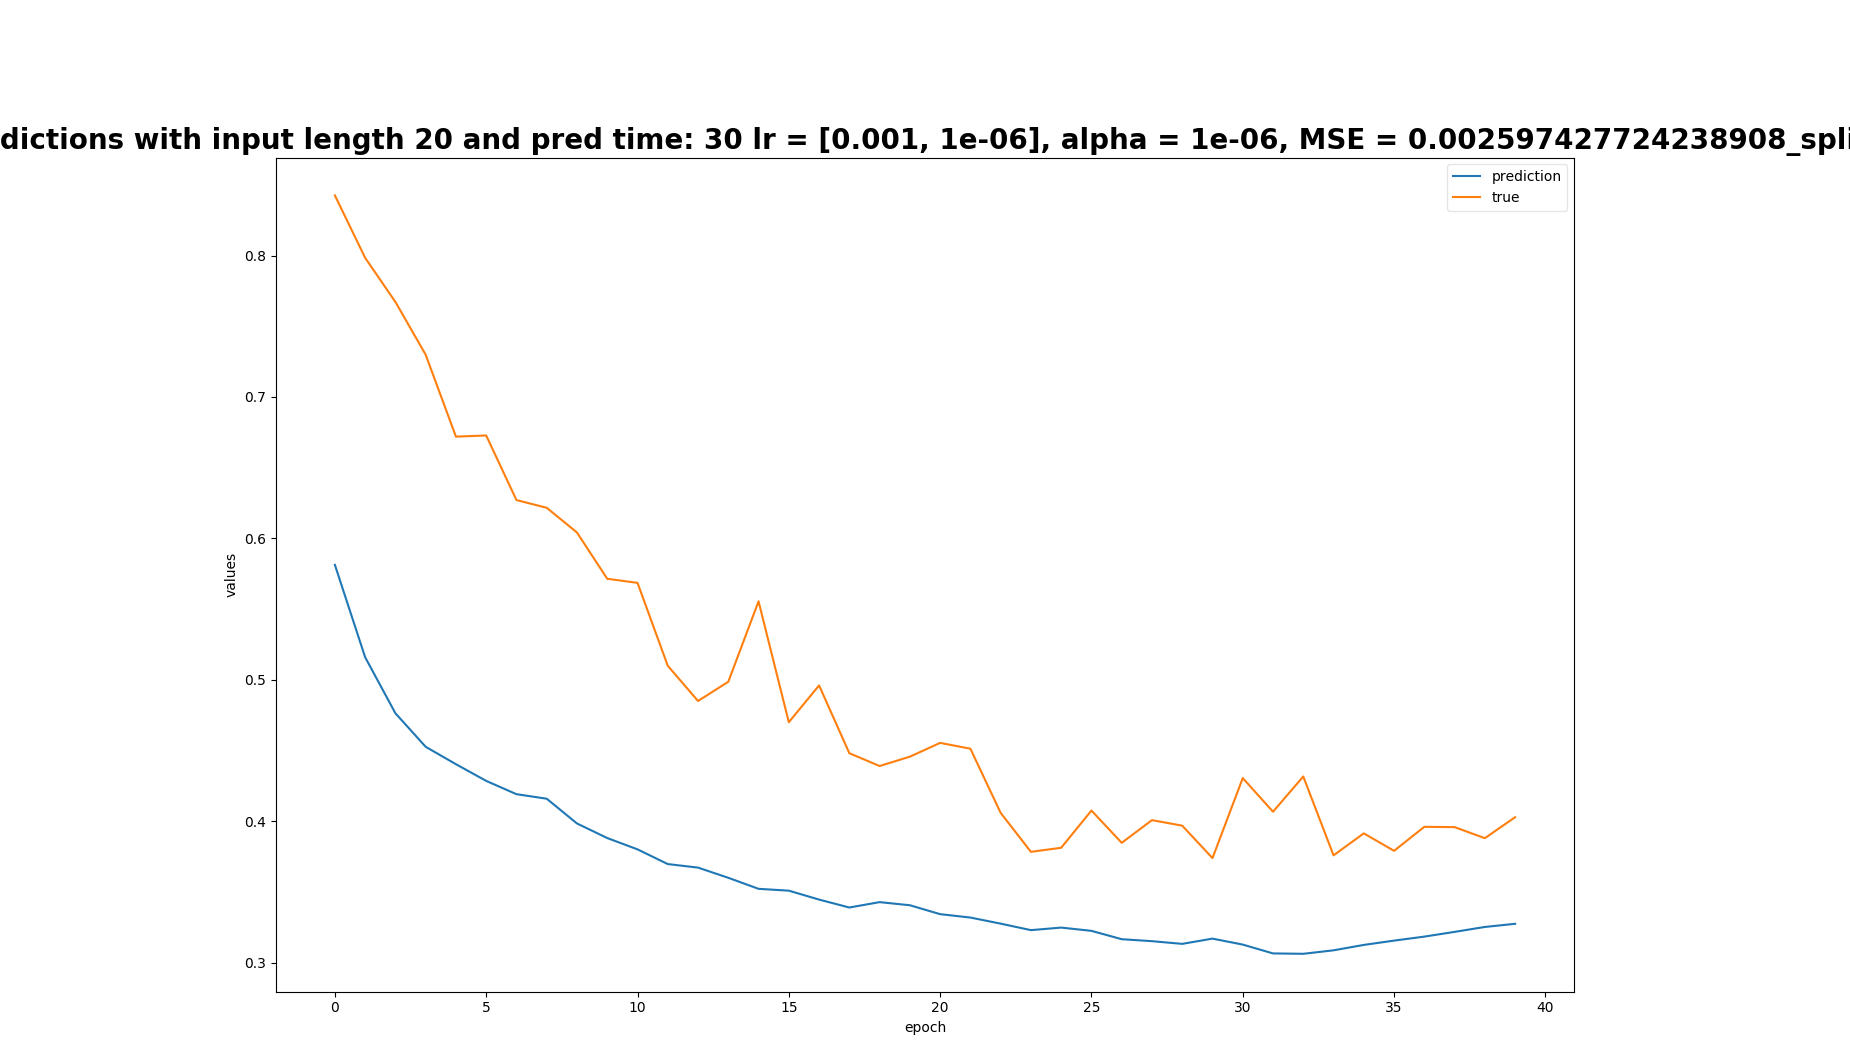 dictions with input length 20 and pred time: 30 lr = [0.001, 1e-06], alpha = 1e-06, MSE = 0.002597427724238908_spli
prediction
true
0.8
0.7
0.6
0.5
0.4
0.3
values
0 5 10 15 20 25 30 35 40
epoch